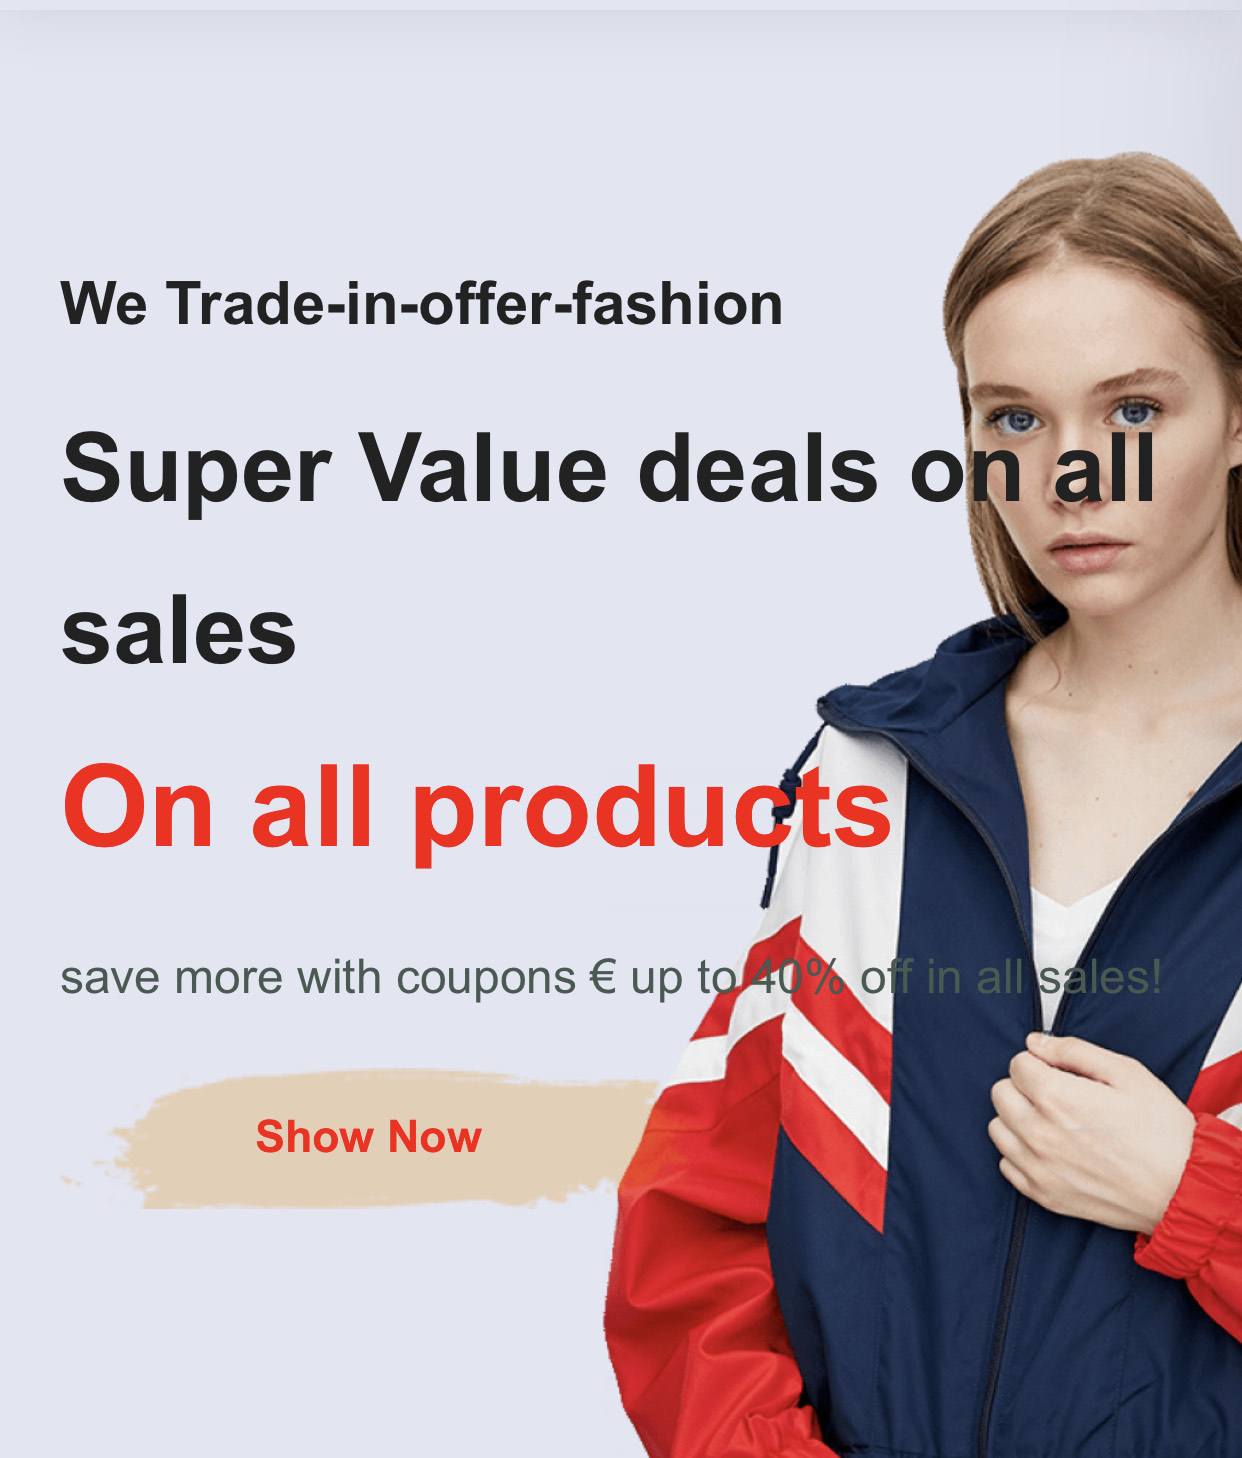 We Trade-in-offer-fashion
Super Value deals on all
sales
On all products
save more with coupons € up to 40% off in all sales!
Show Now